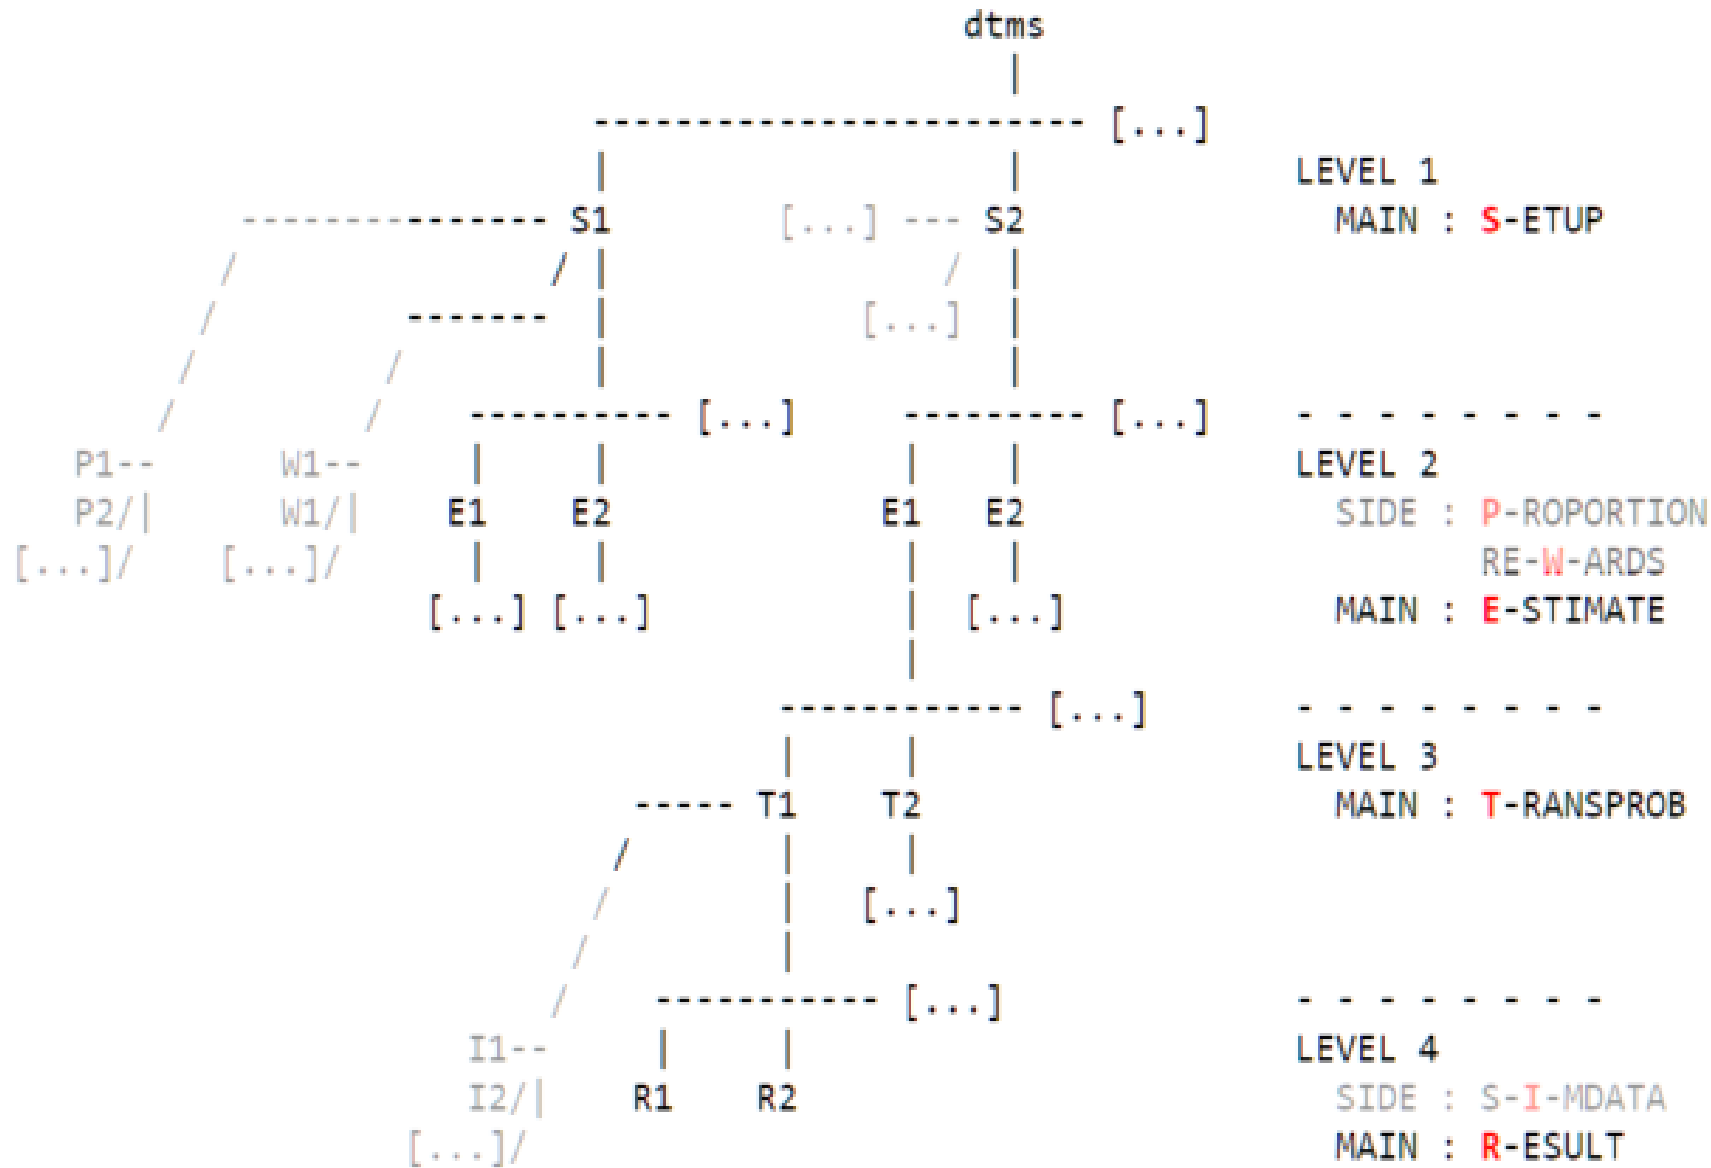 dtms
|
------------------------ [...]
| | LEVEL 1
--------------- S1 [...] --- S2 MAIN : S-ETUP
/ / | / |
/ ------- | [...] |
/ / | |
/ / ---------- [...] --------- [...] - - - - - - - -
P1-- W1-- | | | | LEVEL 2
P2/| W1/| E1 E2 E1 E2 SIDE : P-ROPORTION
[...]/ [...]/ | | | | RE-W-ARDS
[...] [...] | [...] MAIN : E-STIMATE
|
------------ [...] - - - - - - - -
| | LEVEL 3
----- T1 T2 MAIN : T-RANSPROB
/ | |
/ | [...]
/ |
/ ----------- [...] - - - - - - - -
I1-- | | LEVEL 4
I2/| R1 R2 SIDE : S-I-MDATA
[...]/ MAIN : R-ESULT